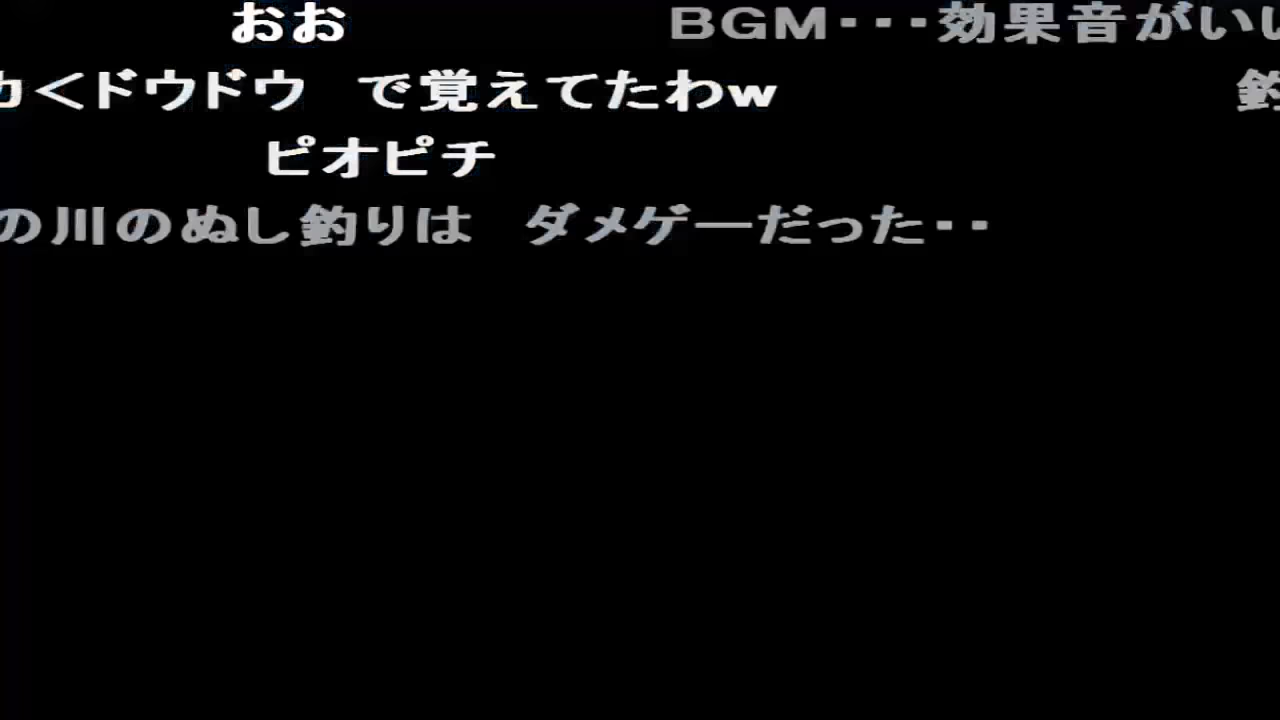 おお BGM・・・効果音がいい
カ＜ドウドウ で覚えてたわw 釣
ピオピチ
の川のぬし釣りは ダメゲーだった・・